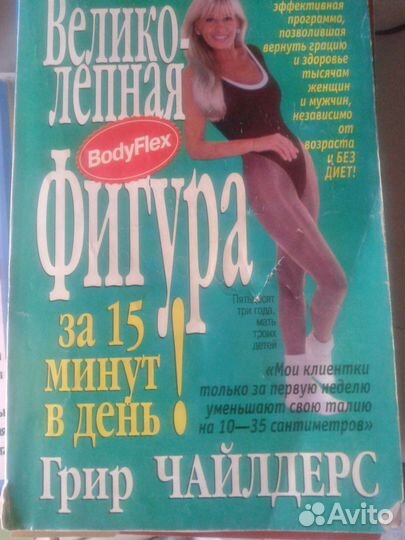 Велико-
лепная
BodyFlex
Фигура
за 15
минут
в день!
эффективная
программа,
позволившая
вернуть грацию
и здоровье
тысячам
женщин
и мужчин,
независимо
от
возраста
и БЕЗ
ДИЕТ!
Пятьдесят
три года,
мать
троих
детей
«Мои клиентки
только за первую неделю
уменьшают свою талию
на 10—35 сантиметров»
Грир ЧАЙЛДЕРС
Avito